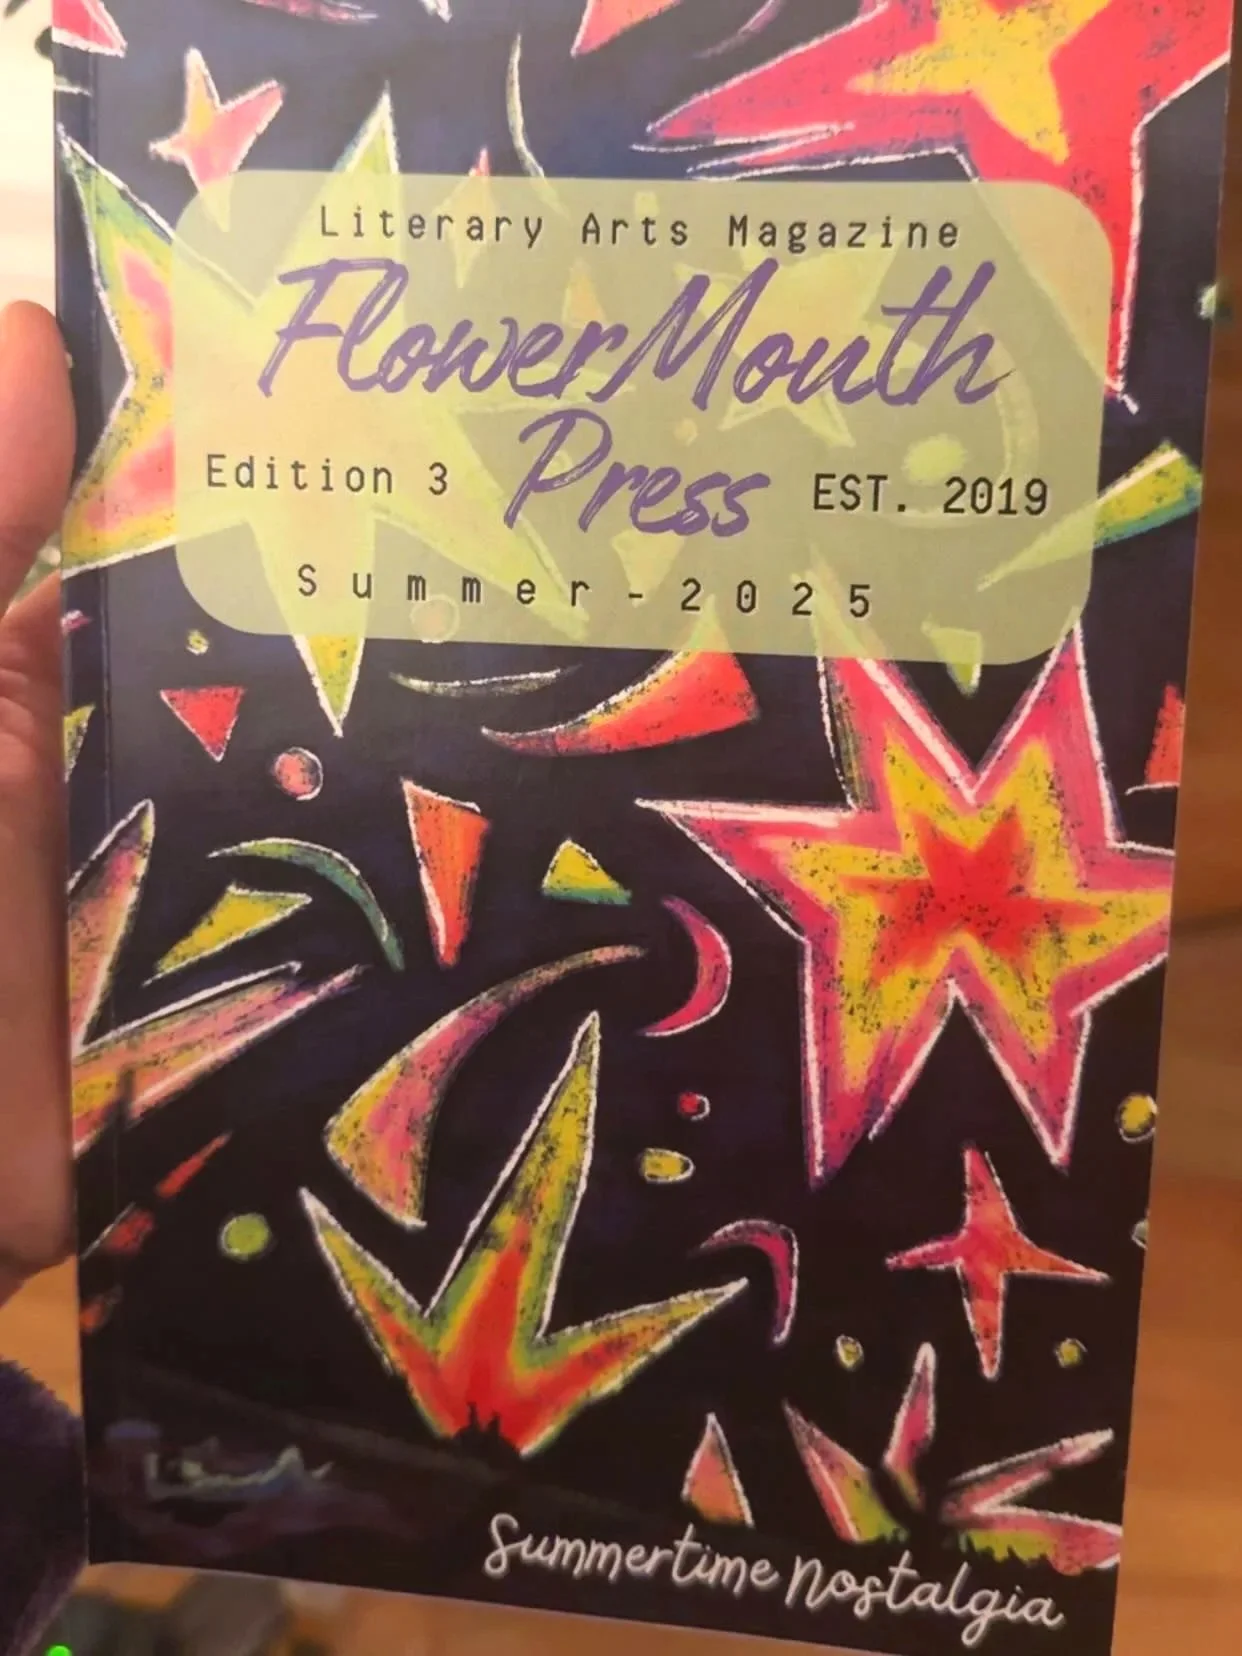 Literary Arts Magazine
FlowerMouth
Press
Edition 3
EST. 2019
Summer-2025
Summertime Nostalgia